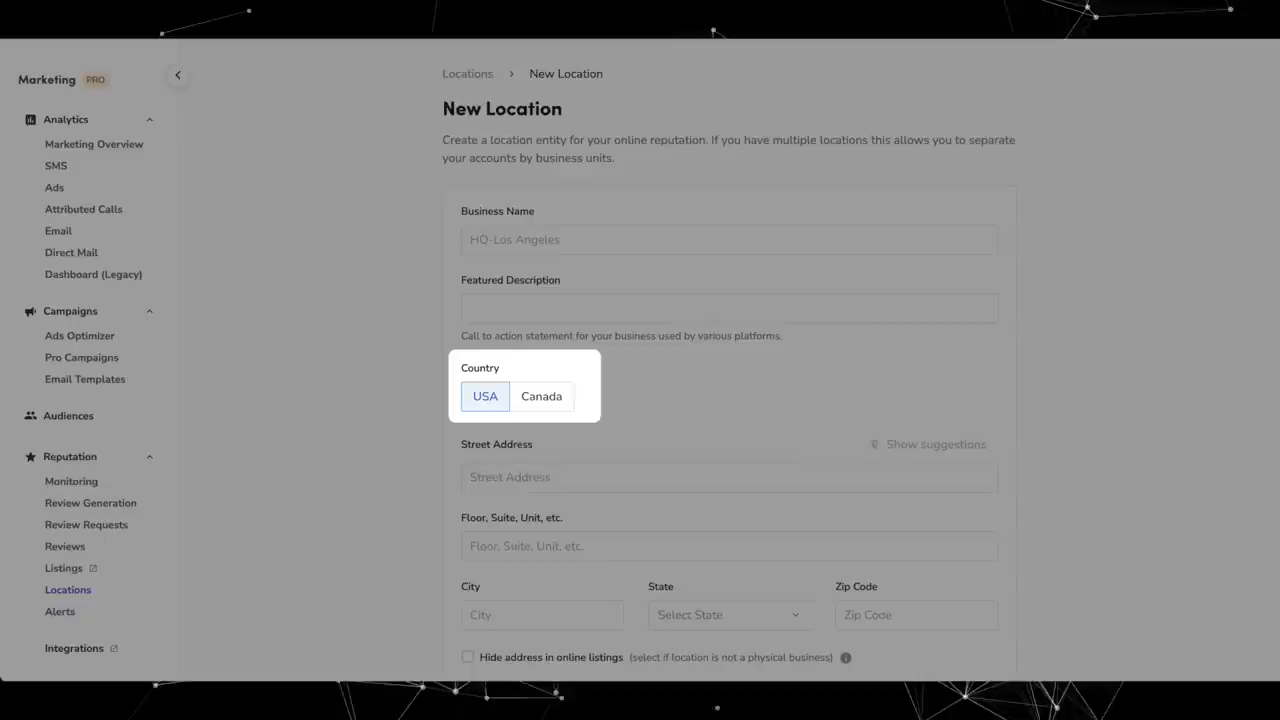 Marketing PRO
Analytics
Marketing Overview
SMS
Ads
Attributed Calls
Email
Direct Mail
Dashboard (Legacy)
Campaigns
Ads Optimizer
Pro Campaigns
Email Templates
Audiences
Reputation
Monitoring
Review Generation
Review Requests
Reviews
Listings
Locations
Alerts
Integrations
Locations > New Location
New Location
Create a location entity for your online reputation. If you have multiple locations this allows you to separate
your accounts by business units.
Business Name
HQ-Los Angeles
Featured Description
Call to action statement for your business used by various platforms.
Country
USA Canada
Street Address Show suggestions
Street Address
Floor, Suite, Unit, etc.
Floor, Suite, Unit, etc.
City State Zip Code
City Select State Zip Code
Hide address in online listings (select if location is not a physical business)